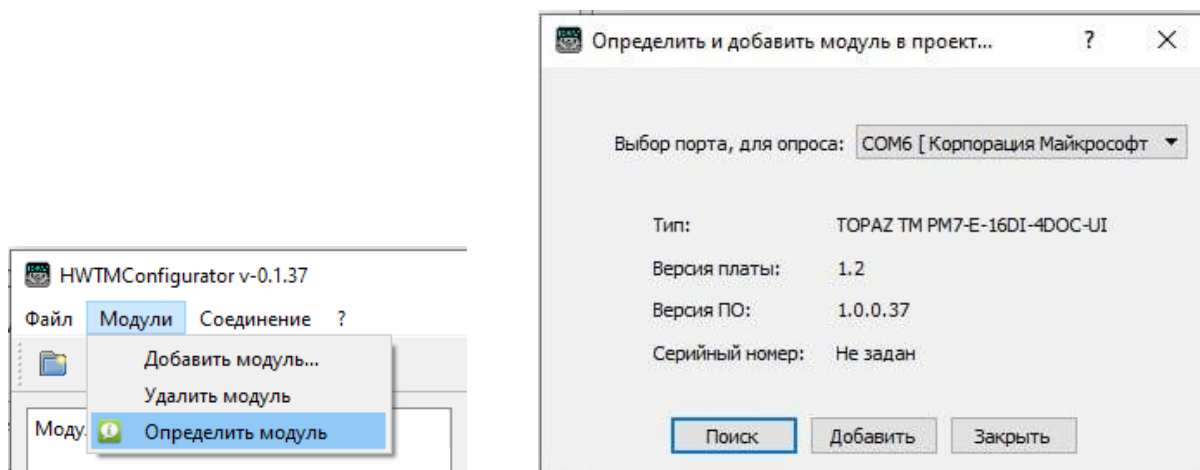 HWTMConfigurator v-0.1.37
Файл Модули Соединение ?
Добавить модуль...
Удалить модуль
Моду
Определить модуль
Определить и добавить модуль в проект... ?
Выбор порта, для опроса: COM6 [ Корпорация Майкрософт
Тип: TOPAZ TM PM7-E-16DI-4DOC-UI
Версия платы: 1.2
Версия ПО: 1.0.0.37
Серийный номер: Не задан
Поиск Добавить Закрыть